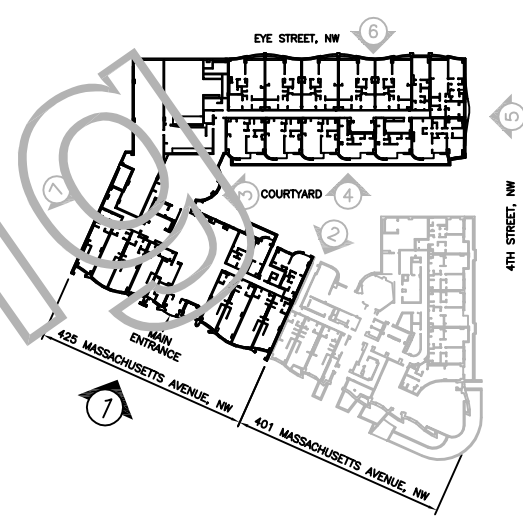 EYE STREET, NW
6
5
4TH STREET, NW
7
3
COURTYARD
4
2
MAIN
ENTRANCE
425 MASSACHUSETTS AVENUE, NW
1
401 MASSACHUSETTS AVENUE, NW